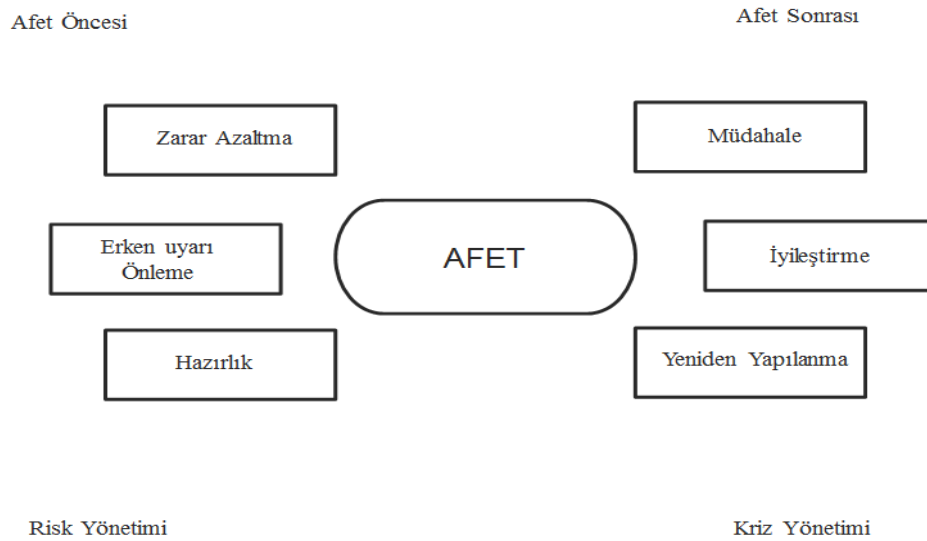 Afet Öncesi
Afet Sonrası
Zarar Azaltma
Müdahale
Erken uyarı
Önleme
AFET
İyileştirme
Hazırlık
Yeniden Yapılanma
Risk Yönetimi
Kriz Yönetimi